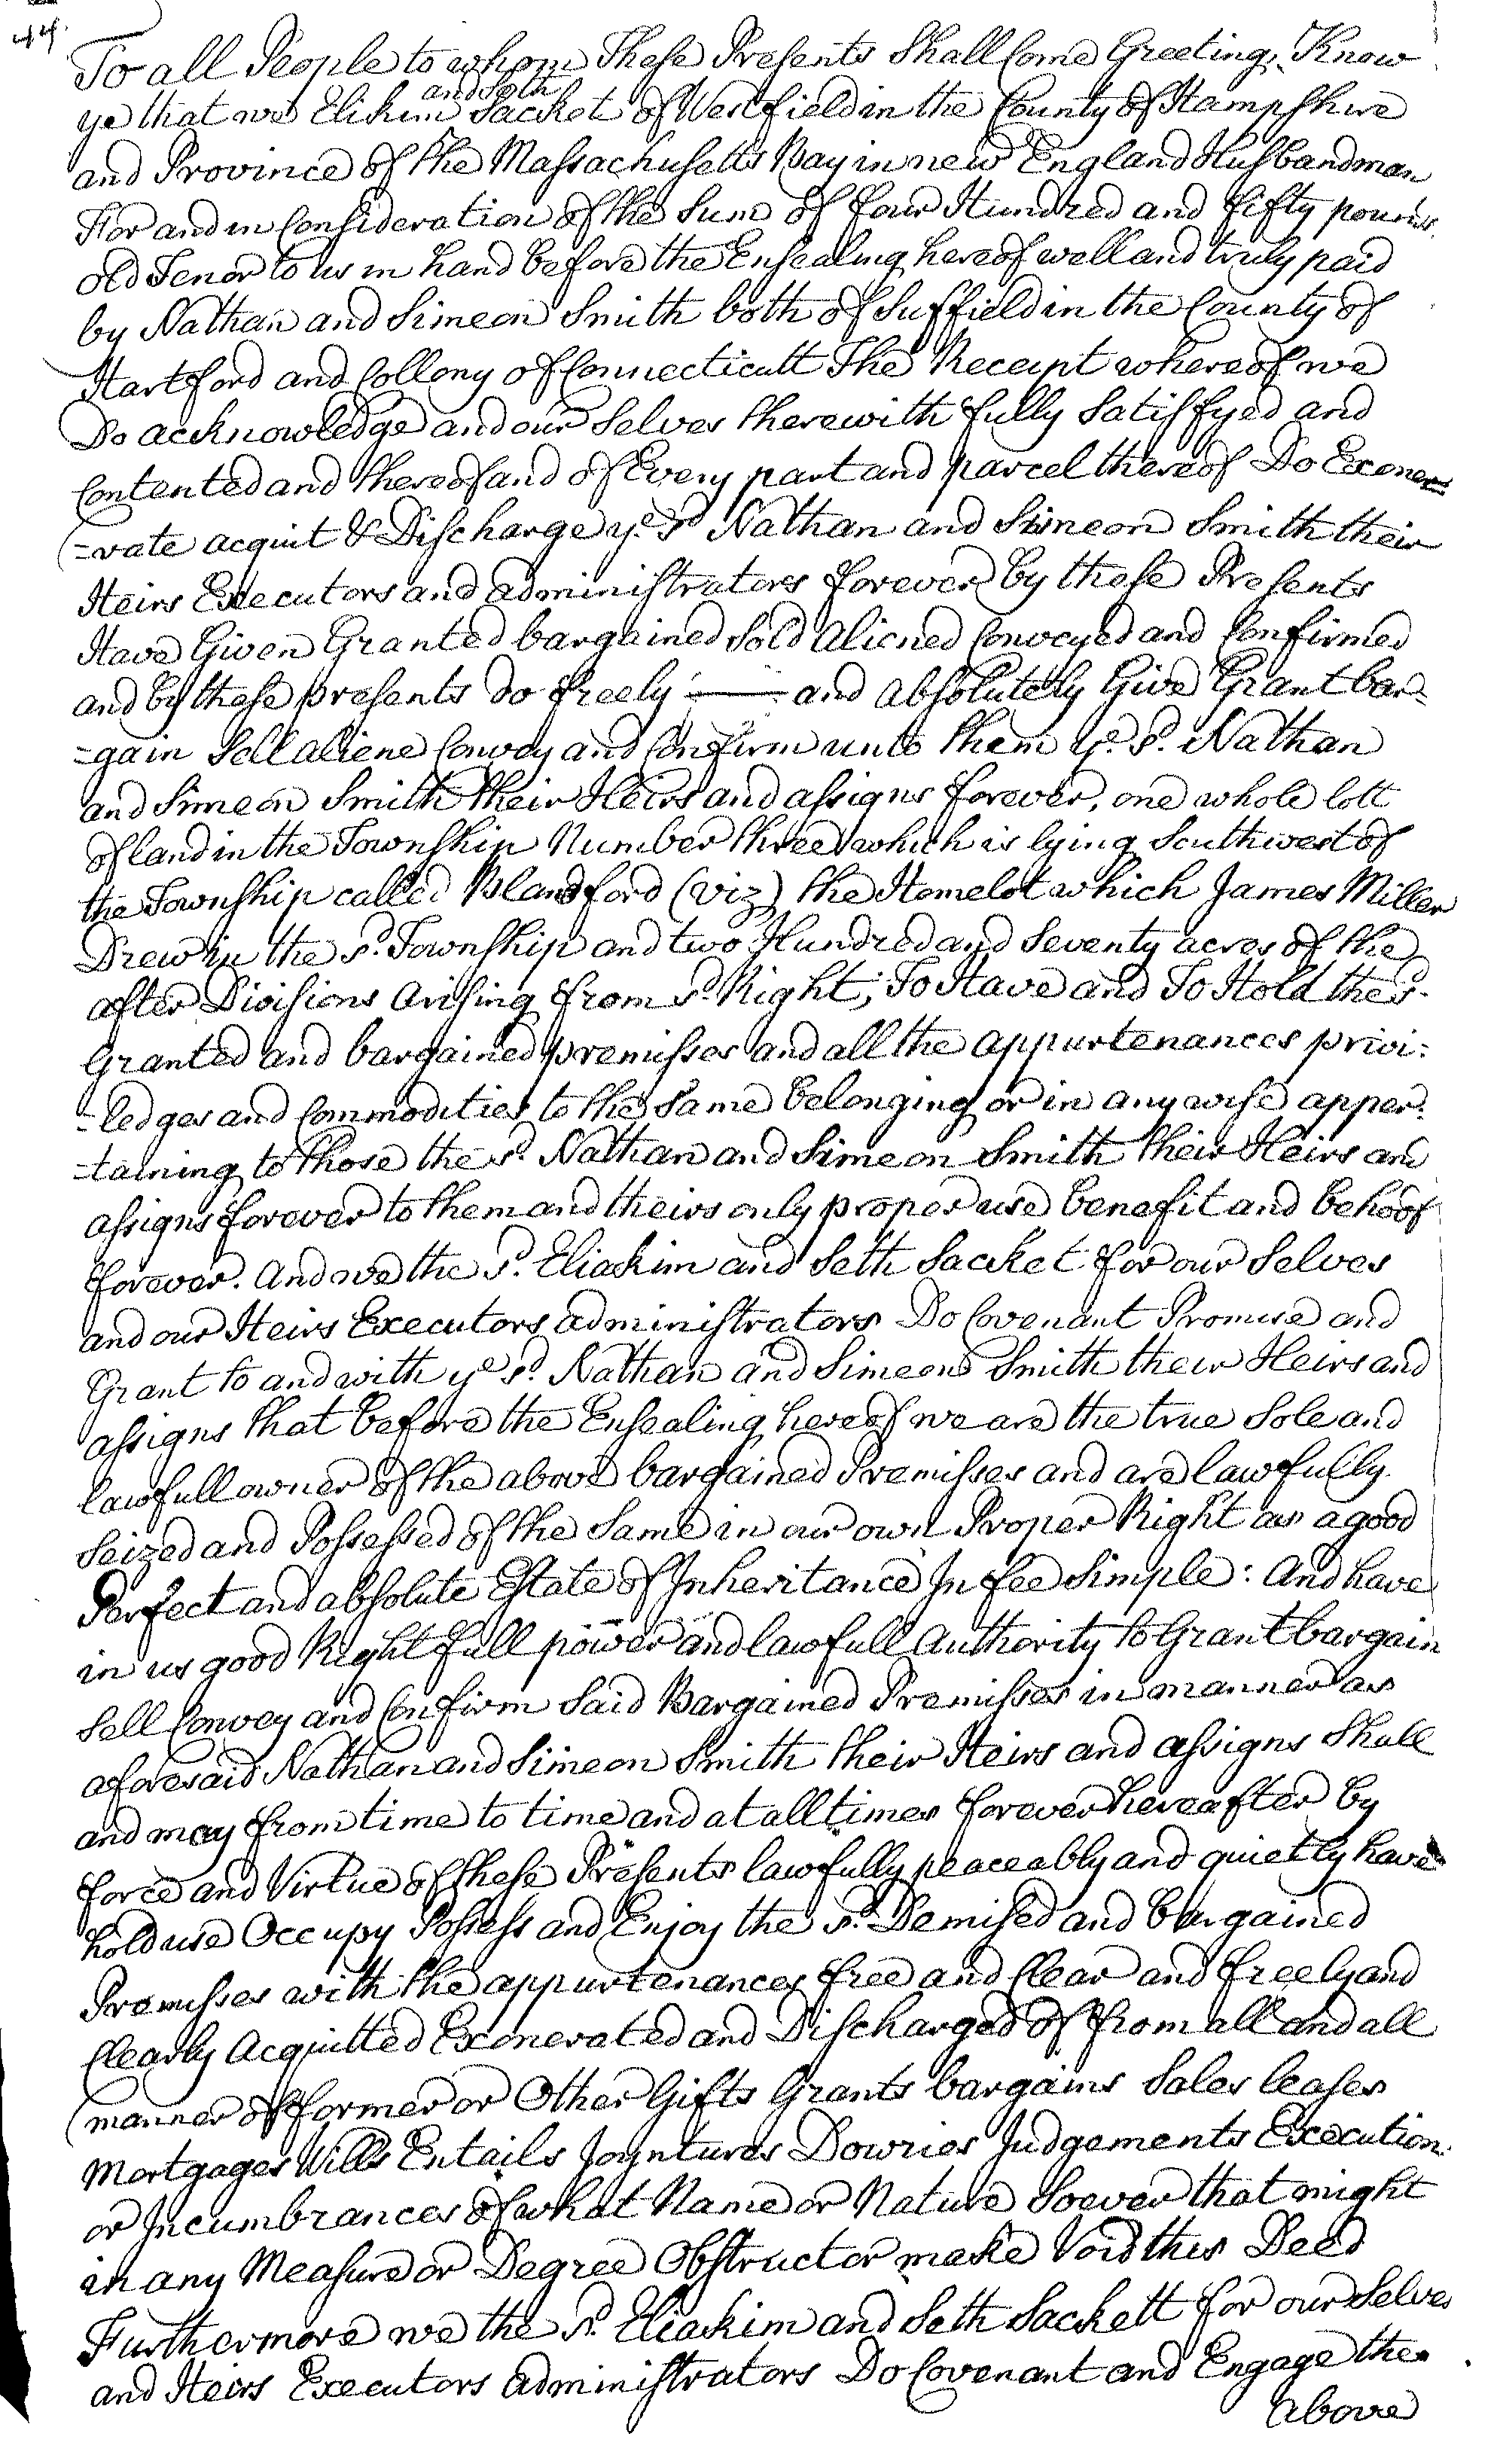 44.
To all People to whom These Presents Shall Come Greeting, Know
and Seth
ye that we Elikim Sacket of Westfield in the County of Hampshire
and Province of the Massachusetts Bay in new England Husbandman
For and in Consideration of the Sum of four Hundred and fifty pounds
old Tenor to us in hand before the Ensealing hereof well and truly paid
by Nathan and Simeon Smith both of Suffield in the County of
Hartford and Collony of Connecticutt The Receipt whereof we
Do acknowledge and our Selves therewith fully Satisfyed and
Contented and thereof and of Every part and parcel thereof Do Exone
=rate acquit & Discharge ye. sd Nathan and Simeon Smith their
Heirs Executors and administrators forever by these Presents
Have Given Granted bargained Sold aliened Conveyed and Confirmed
and by these presents do freely —— and absolutely Give Grant bar=
=gain Sell aliene Convey and Confirm unto them ye. sd. Nathan
and Simeon Smith their Heirs and assigns forever, one whole lott
of land in the Township Number three which is lying Southwest of
the Township called Blandford (viz) the Homelot which James Miller
Drew in the sd. Township and two Hundred and Seventy acres of the
after Divisions Arising from sd. Right; To Have and To Hold the sd.
Granted and bargained premisses and all the appurtenances privi=
=ledges and Commodities to the Same belonging or in any wise apper=
=taining to those the sd. Nathan and Simeon Smith their Heirs and
assigns forever to them and theirs only proper use benefit and behoof
forever. And we the sd. Eliakim and Seth Sacket for our Selves
and our Heirs Executors administrators Do Covenant Promise and
Grant to and with ye sd. Nathan and Simeon Smith their Heirs and
assigns that before the Ensealing hereof we are the true Sole and
lawfull owner of the above bargained Premisses and are lawfully
Seized and Possessed of the Same in our own Proper Right as a good
Perfect and absolute Estate of Inheritance In fee Simple: And have
in us good Right full power and lawfull Authority to Grant bargain
Sell Convey and Confirm Said Bargained Premisses in manner as
aforesaid Nathan and Simeon Smith their Heirs and assigns Shall
and may from time to time and at all times forever hereafter by
force and Virtue of these Presents lawfully peaceably and quietly have
hold use Occupy Possess and Enjoy the sd. Demised and bargained
Premisses with the appurtenances free and Clear and freely and
Clearly Acquitted Exonerated and Discharged Of from all and all
manner of former or Other Gifts Grants bargains Sales leases
Mortgages Wills Entails Joyntures Dowries Judgements Execution
or Incumbrances of what Name or Nature Soever that might
in any Measure or Degree Obstruct or make Void this Deed
Furthermore we the sd. Eliakim and Seth Sackett for our Selves
and Heirs Executors administrators Do Covenant and Engage the
above